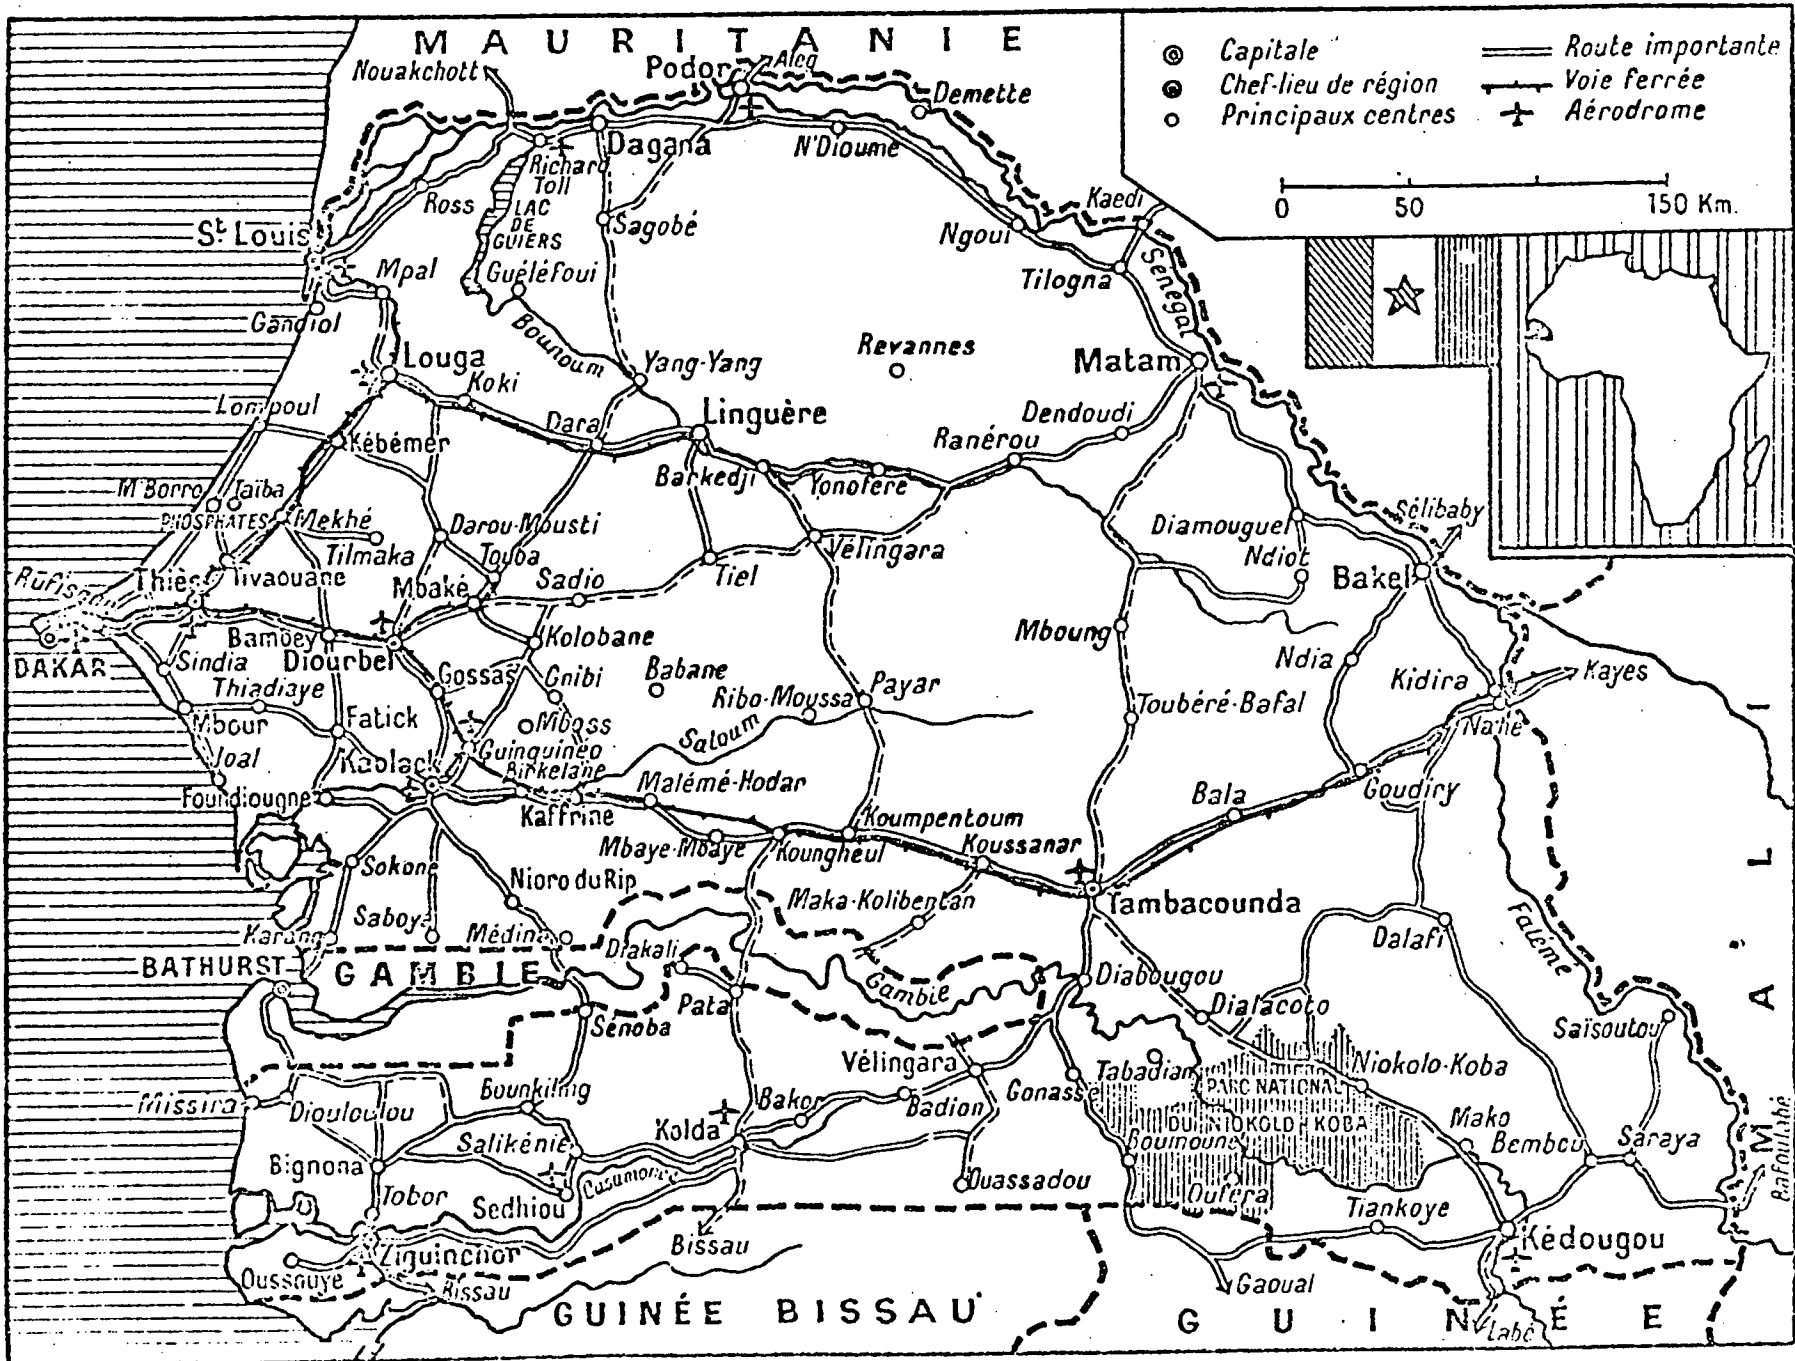 MAURITANIE
Nouakchott
Podor
Aleg
Demette
Capitale
Chef-lieu de région
Principaux centres
Route importante
Voie ferrée
Aérodrome
0 50 150 Km.
Dagana
N'Dioume
Richard
Toll
Ross
LAC
DE
GUIERS
Sagobé
Kaedi
Ngoui
Tilogna
Sénégal
St Louis
Mpal
Guéléfoui
Gandiol
Bounoum
Louga
Koki
Yang-Yang
Revannes
Matam
Lompoul
Kébémer
Dara
Linguère
Dendoudi
Ranérou
Barkedji
Yonofere
M'Borro
Taïba
PHOSPHATES
Mekhé
Tilmaka
Darou-Mousti
Touba
Vélingara
Diamouguel
Ndiot
Sélibaby
Bakel
Rufisque
Thiès
Tivaouane
Mbaké
Sadio
Tiel
DAKAR
Bambey
Diourbel
Kolobane
Mboung
Sindia
Thiadiaye
Gossas
Gnibi
Babane
Ribo-Moussa
Payar
Ndia
Kidira
Kayes
Toubéré-Bafal
Nahé
Mbour
Fatick
Mboss
Saloum
Joal
Guinguinéo
Kaolack
Birkelane
Malémé-Hodar
Foundiougne
Kaffrine
Mbaye-Mbaye
Koungheul
Koumpentoum
Koussanar
Bala
Goudiry
Sokone
Nioro du Rip
Maka-Kolibentan
Tambacounda
Saboya
Karang
Médina
Dalafi
Falémé
MALI
BATHURST
GAMBIE
Diakali
Pata
Gambie
Diabougou
Sénoba
Dialacoto
Saïsoutou
Vélingara
Tabadian
Niokolo-Koba
PARC NATIONAL
DU NIOKOLO-KOBA
Missira
Diouloulou
Bounkiling
Bakor
Badion
Gonasse
Kolda
Mako
Bembou
Saraya
Salikénie
Boumoung
Bafoulabé
Bignona
Casamance
Ouassadou
Tobor
Sedhiou
Ouféra
Tiankoye
Kédougou
Ziguinchor
Bissau
Oussouye
Bissau
Gaoual
GUINÉE BISSAU
GUINÉE
Labé